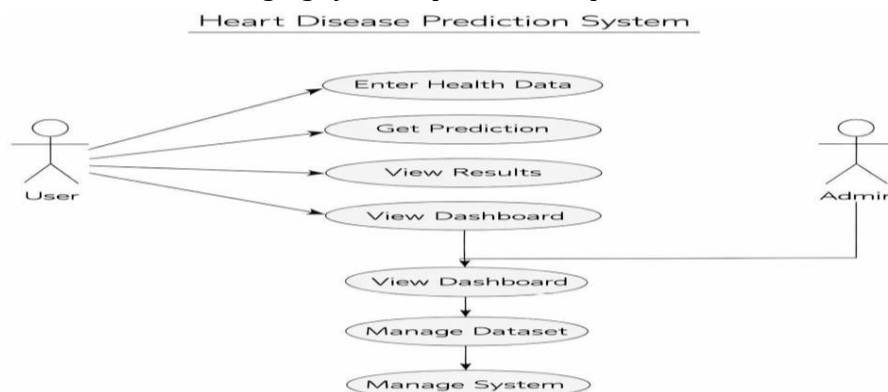 Heart Disease Prediction System
Enter Health Data
Get Prediction
View Results
User
Admin
View Dashboard
View Dashboard
Manage Dataset
Manage System